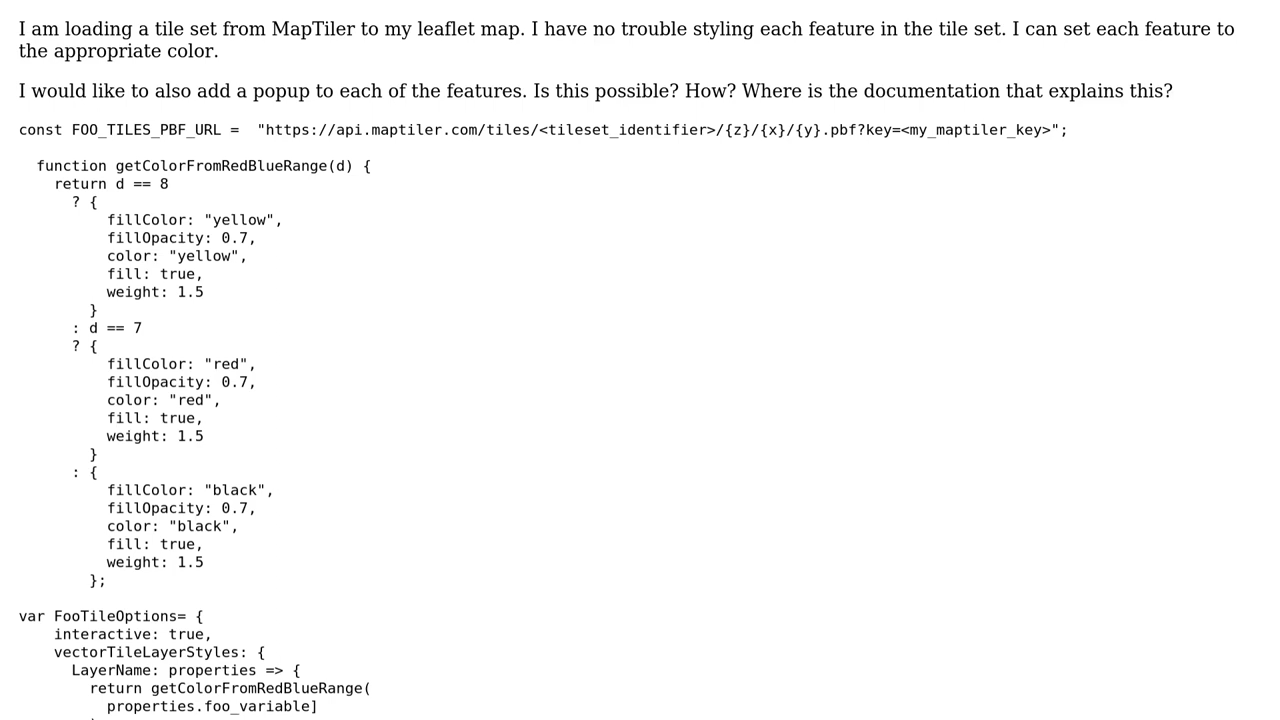 I am loading a tile set from MapTiler to my leaflet map. I have no trouble styling each feature in the tile set. I can set each feature to
the appropriate color.
I would like to also add a popup to each of the features. Is this possible? How? Where is the documentation that explains this?
const FOO_TILES_PBF_URL =  "https://api.maptiler.com/tiles/<tileset_identifier>/{z}/{x}/{y}.pbf?key=<my_maptiler_key>";
  function getColorFromRedBlueRange(d) {
    return d == 8
      ? {
          fillColor: "yellow",
          fillOpacity: 0.7,
          color: "yellow",
          fill: true,
          weight: 1.5
        }
      : d == 7
      ? {
          fillColor: "red",
          fillOpacity: 0.7,
          color: "red",
          fill: true,
          weight: 1.5
        }
      : {
          fillColor: "black",
          fillOpacity: 0.7,
          color: "black",
          fill: true,
          weight: 1.5
        };
var FooTileOptions= {
    interactive: true,
    vectorTileLayerStyles: {
      LayerName: properties => {
        return getColorFromRedBlueRange(
          properties.foo_variable]